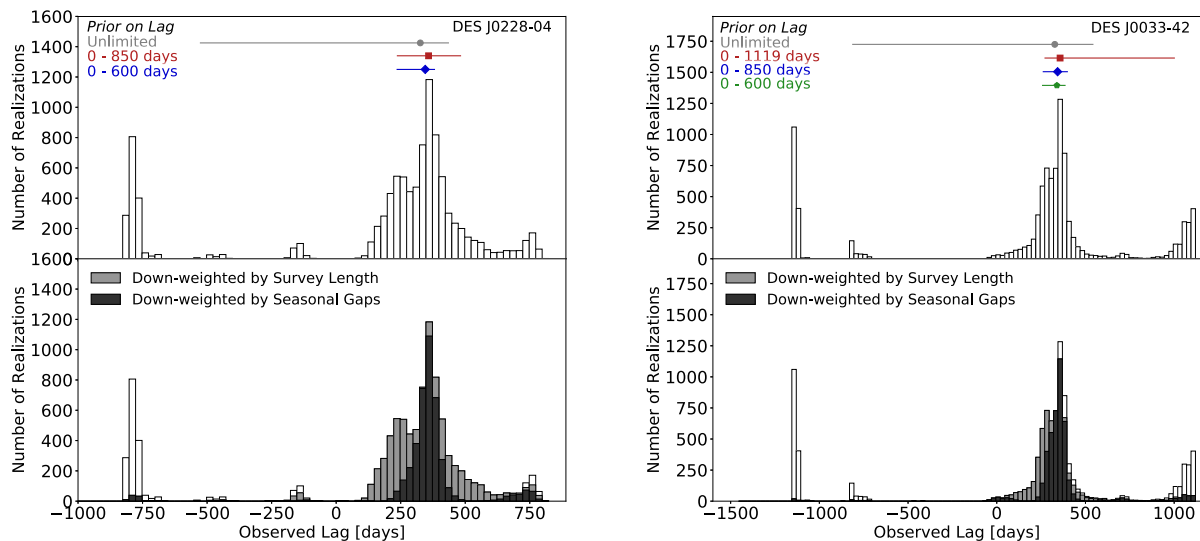 Prior on Lag
DES J0228-04
Unlimited
0 - 850 days
0 - 600 days
Number of Realizations
1600
1400
1200
1000
800
600
400
200
0
Down-weighted by Survey Length
Down-weighted by Seasonal Gaps
Number of Realizations
1600
1400
1200
1000
800
600
400
200
0
−1000
−750
−500
−250
0
250
500
750
Observed Lag [days]
Prior on Lag
DES J0033-42
Unlimited
0 - 1119 days
0 - 850 days
0 - 600 days
Number of Realizations
1750
1500
1250
1000
750
500
250
0
Down-weighted by Survey Length
Down-weighted by Seasonal Gaps
Number of Realizations
1750
1500
1250
1000
750
500
250
0
−1500
−1000
−500
0
500
1000
Observed Lag [days]